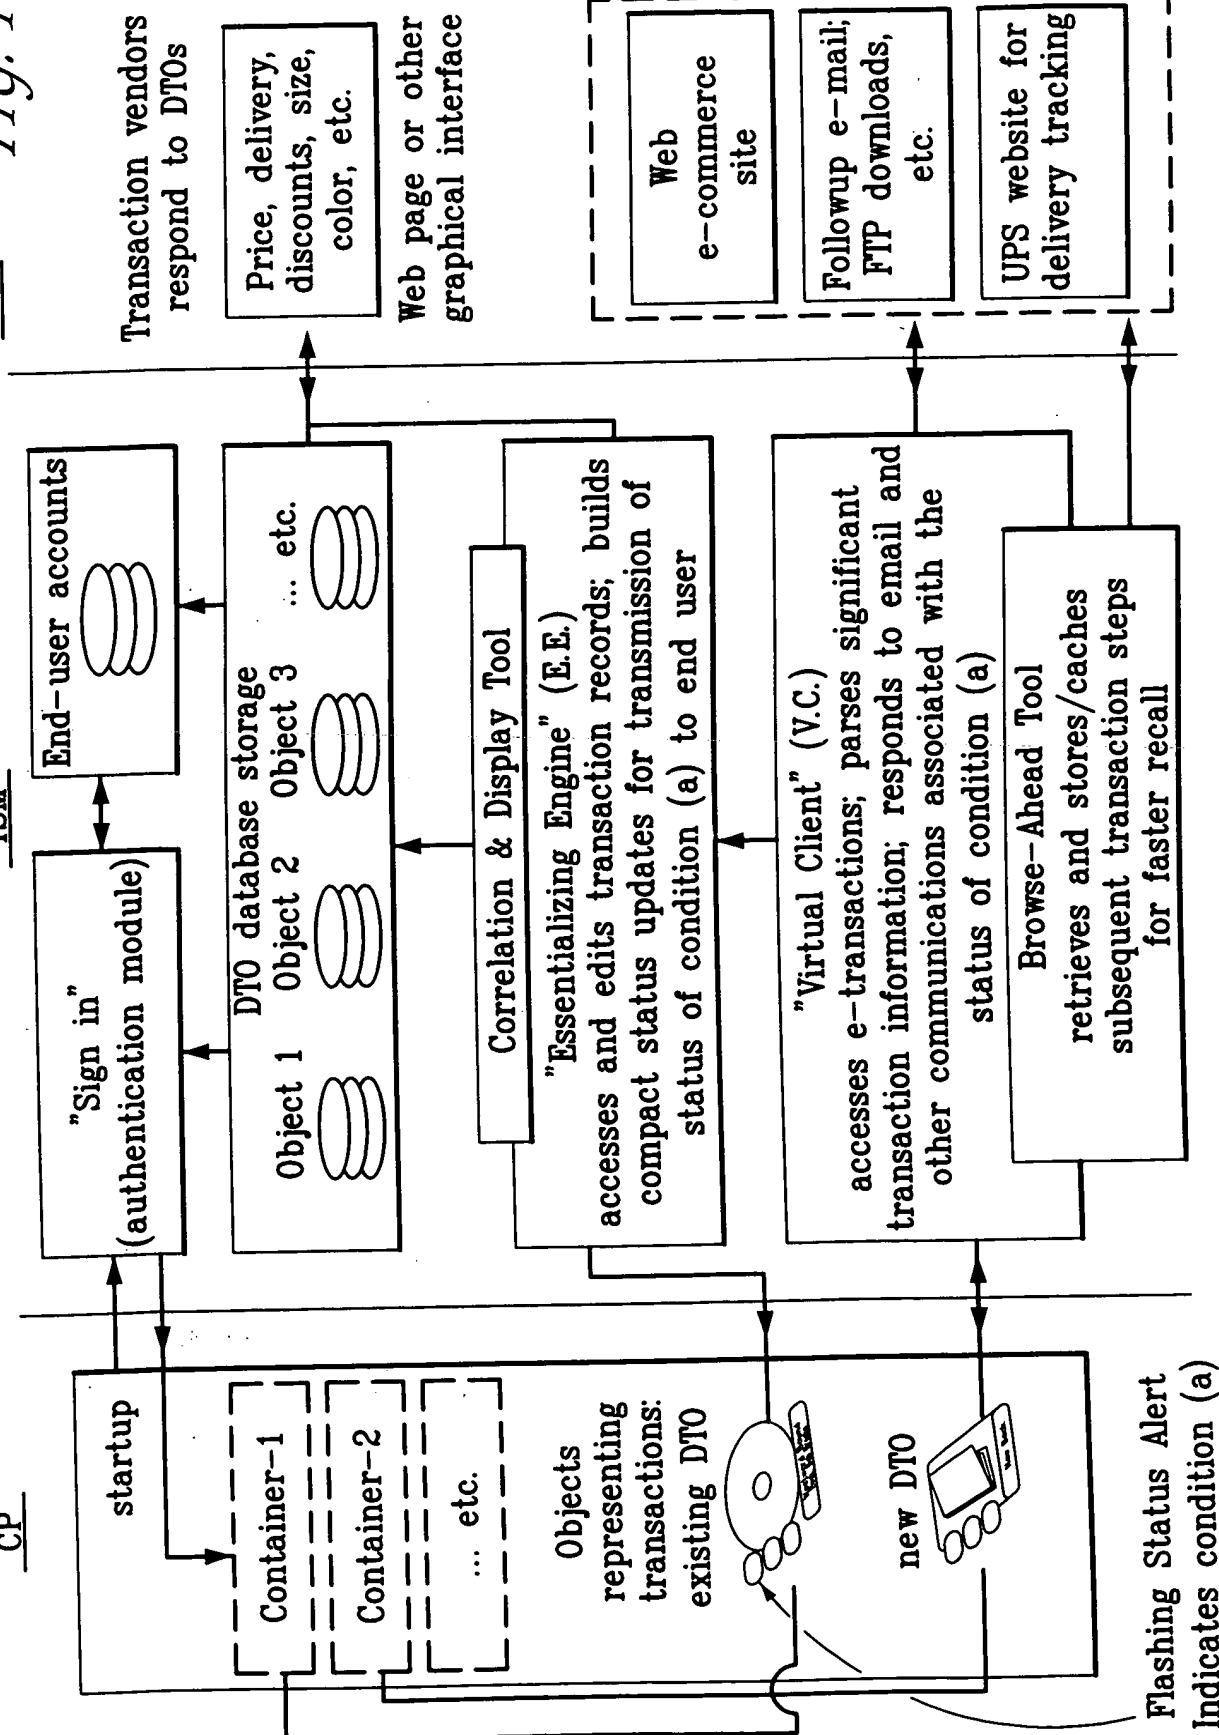 CP
startup
Container-1
Container-2
... etc.
Objects
representing
transactions:
existing DTO
new DTO
Flashing Status Alert
Indicates condition (a)
"Sign in"
(authentication module)
End-user accounts
DTO database storage
Object 1
Object 2
Object 3
... etc.
Correlation & Display Tool
"Essentializing Engine" (E.E.)
accesses and edits transaction records; builds
compact status updates for transmission of
status of condition (a) to end user
"Virtual Client" (V.C.)
accesses e-transactions; parses significant
transaction information; responds to email and
other communications associated with the
status of condition (a)
Browse-Ahead Tool
retrieves and stores/caches
subsequent transaction steps
for faster recall
Transaction vendors
respond to DTOs
Price, delivery,
discounts, size,
color, etc.
Web page or other
graphical interface
Web
e-commerce
site
Followup e-mail;
FTP downloads,
etc.
UPS website for
delivery tracking